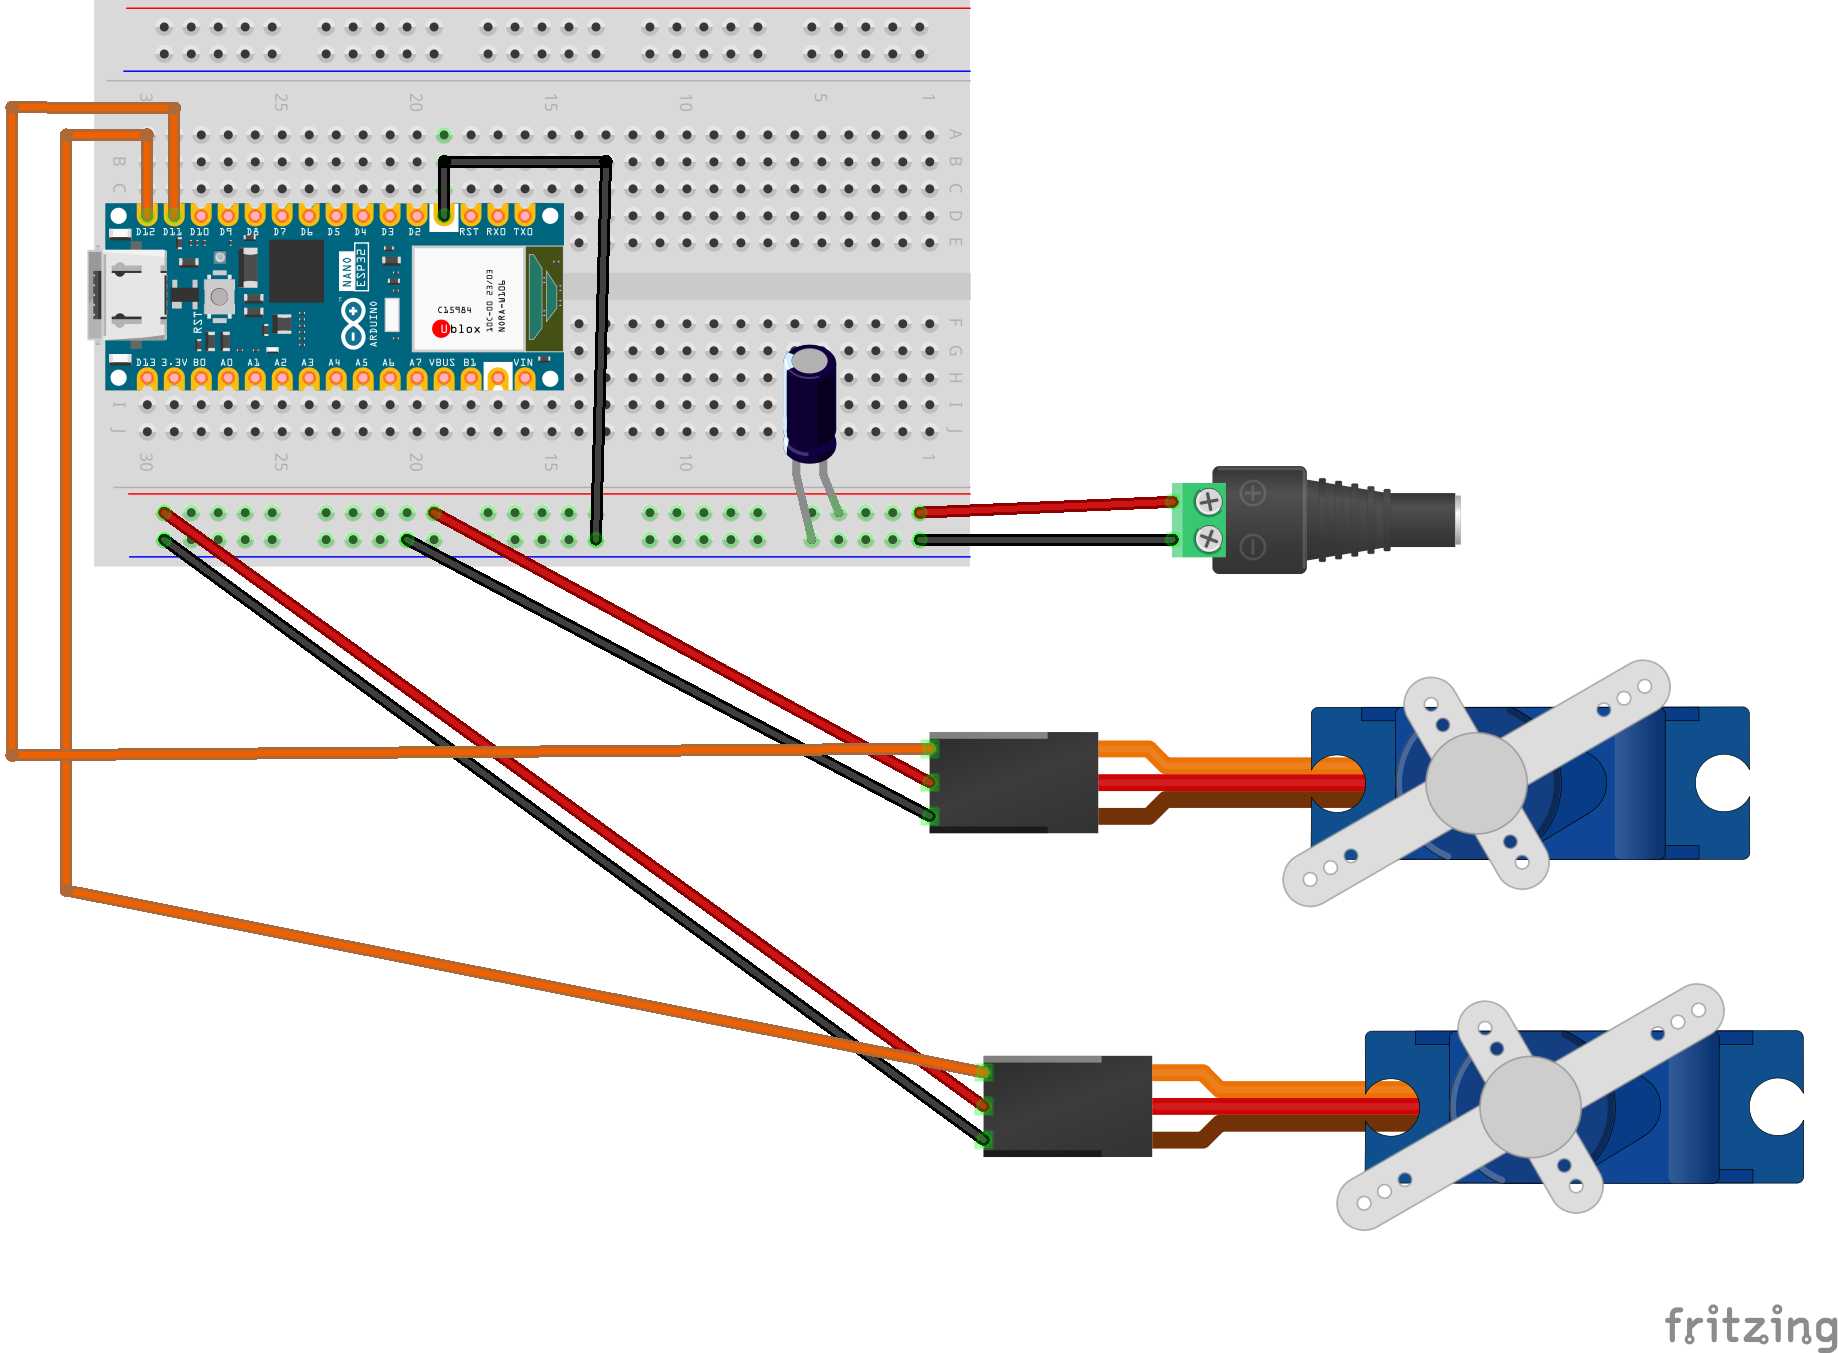 30 25 20 15 10 5 1
A
B B
C C
D
E
D12 D11 D10 D9 D8 D7 D6 D5 D4 D3 D2 RST RX0 TX0
NANO
ESP32
ARDUINO
RST
C15984
ublox
10C-00 23/03
NORA-W106
D13 3.3V B0 A0 A1 A2 A3 A4 A5 A6 A7 VBUS B1 VIN
F
G
H
I I
J J
30 25 20 15 10 1
fritzing